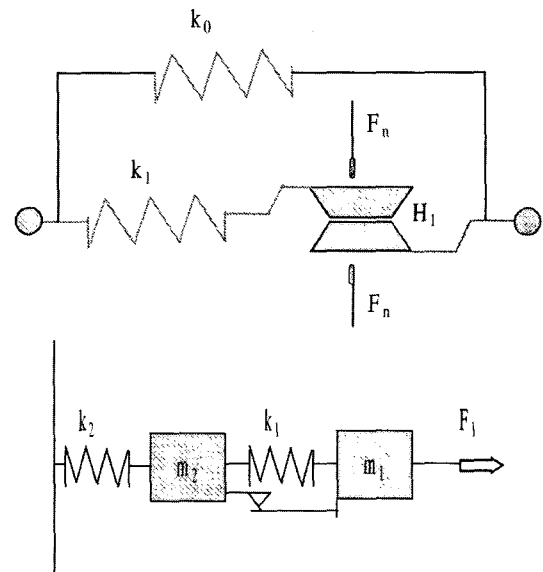 k₀
Fₙ
k₁
H₁
Fₙ
k₂
k₁
F₁
m₂
m₁